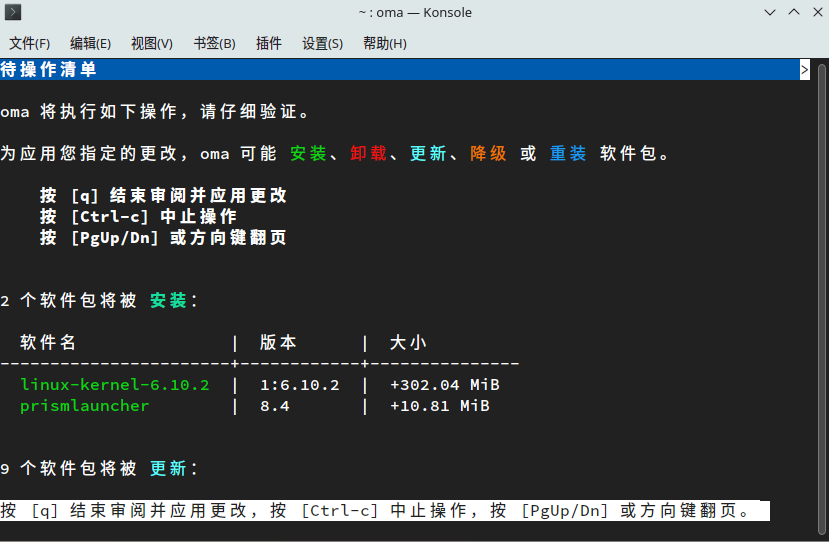 ~ : oma — Konsole
文件(F) 编辑(E) 视图(V) 书签(B) 插件 设置(S) 帮助(H)
待操作清单 >
oma 将执行如下操作，请仔细验证。
为应用您指定的更改，oma 可能 安装、卸载、更新、降级 或 重装 软件包。
按 [q] 结束审阅并应用更改
按 [Ctrl-c] 中止操作
按 [PgUp/Dn] 或方向键翻页
2 个软件包将被 安装：
软件名 | 版本 | 大小
-----------------------+------------+---------------
linux-kernel-6.10.2 | 1:6.10.2 | +302.04 MiB
prismlauncher | 8.4 | +10.81 MiB
9 个软件包将被 更新：
按 [q] 结束审阅并应用更改，按 [Ctrl-c] 中止操作，按 [PgUp/Dn] 或方向键翻页。